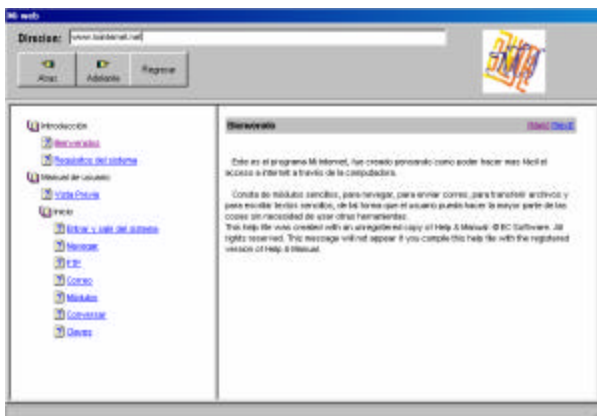 Mi web
Direcion: www.tuinternet.net
Atras Adelante Regresar
Introducción
Bienvenidos
Requisitos del sistema
Manual de usuario
Vista Previa
Inicio
Entrar y salir del sistema
Navegar
FTP
Correo
Módulos
Conversar
Claves
Bienvenido
Next
Este es el programa Mi Internet, fue creado pensando como poder hacer mas fácil el
acceso a internet a través de la computadora.
Consta de módulos sencillos, para navegar, para enviar correo, para transferir archivos y
para escribir textos sencillos, de tal forma que el usuario pueda hacer la mayor parte de las
cosas sin necesidad de usar otras herramientas.
This help file was created with an unregistered copy of Help & Manual. © EC Software. All
rights reserved. This message will not appear if you compile this help file with the registered
version of Help & Manual.